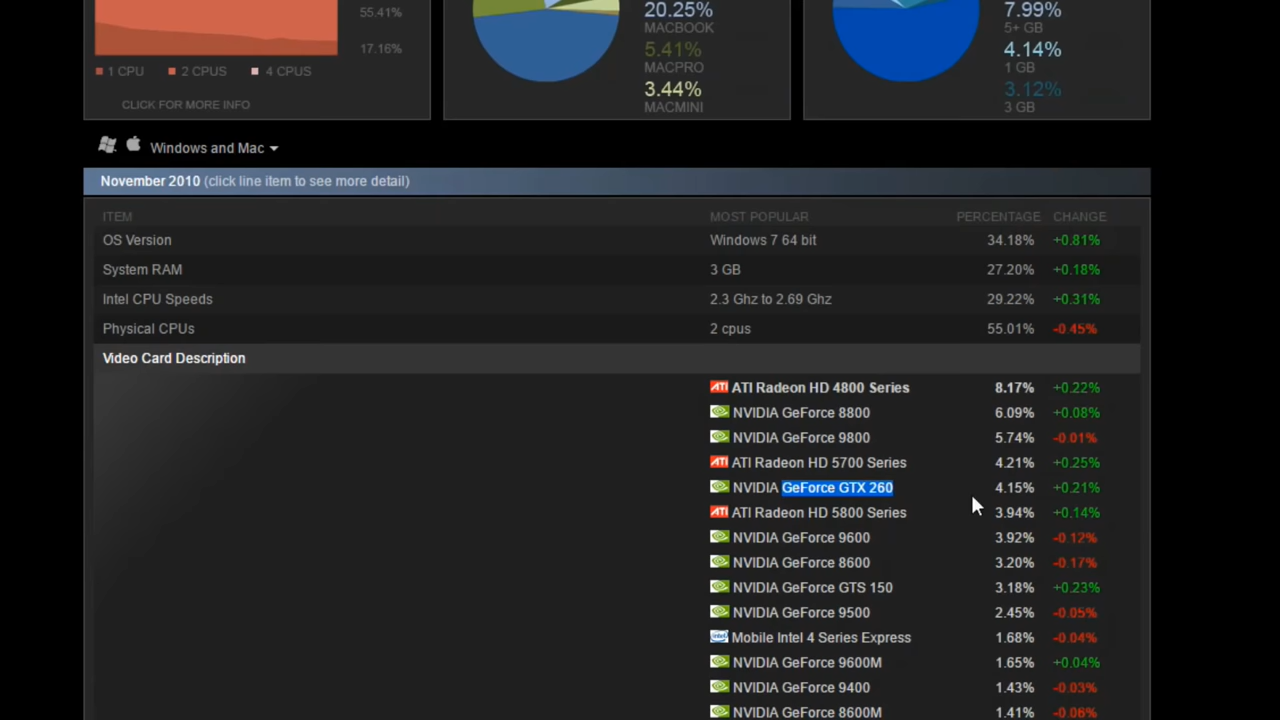 55.41%
17.16%
1 CPU 2 CPUS 4 CPUS
CLICK FOR MORE INFO
20.25%
MACBOOK
5.41%
MACPRO
3.44%
MACMINI
7.99%
5+ GB
4.14%
1 GB
3.12%
3 GB
Windows and Mac
November 2010 (click line item to see more detail)
ITEM MOST POPULAR PERCENTAGE CHANGE
OS Version Windows 7 64 bit 34.18% +0.81%
System RAM 3 GB 27.20% +0.18%
Intel CPU Speeds 2.3 Ghz to 2.69 Ghz 29.22% +0.31%
Physical CPUs 2 cpus 55.01% -0.45%
Video Card Description
ATI ATI Radeon HD 4800 Series 8.17% +0.22%
NVIDIA GeForce 8800 6.09% +0.08%
NVIDIA GeForce 9800 5.74% -0.01%
ATI ATI Radeon HD 5700 Series 4.21% +0.25%
NVIDIA GeForce GTX 260 4.15% +0.21%
ATI ATI Radeon HD 5800 Series 3.94% +0.14%
NVIDIA GeForce 9600 3.92% -0.12%
NVIDIA GeForce 8600 3.20% -0.17%
NVIDIA GeForce GTS 150 3.18% +0.23%
NVIDIA GeForce 9500 2.45% -0.05%
intel Mobile Intel 4 Series Express 1.68% -0.04%
NVIDIA GeForce 9600M 1.65% +0.04%
NVIDIA GeForce 9400 1.43% -0.03%
NVIDIA GeForce 8600M 1.41% -0.06%